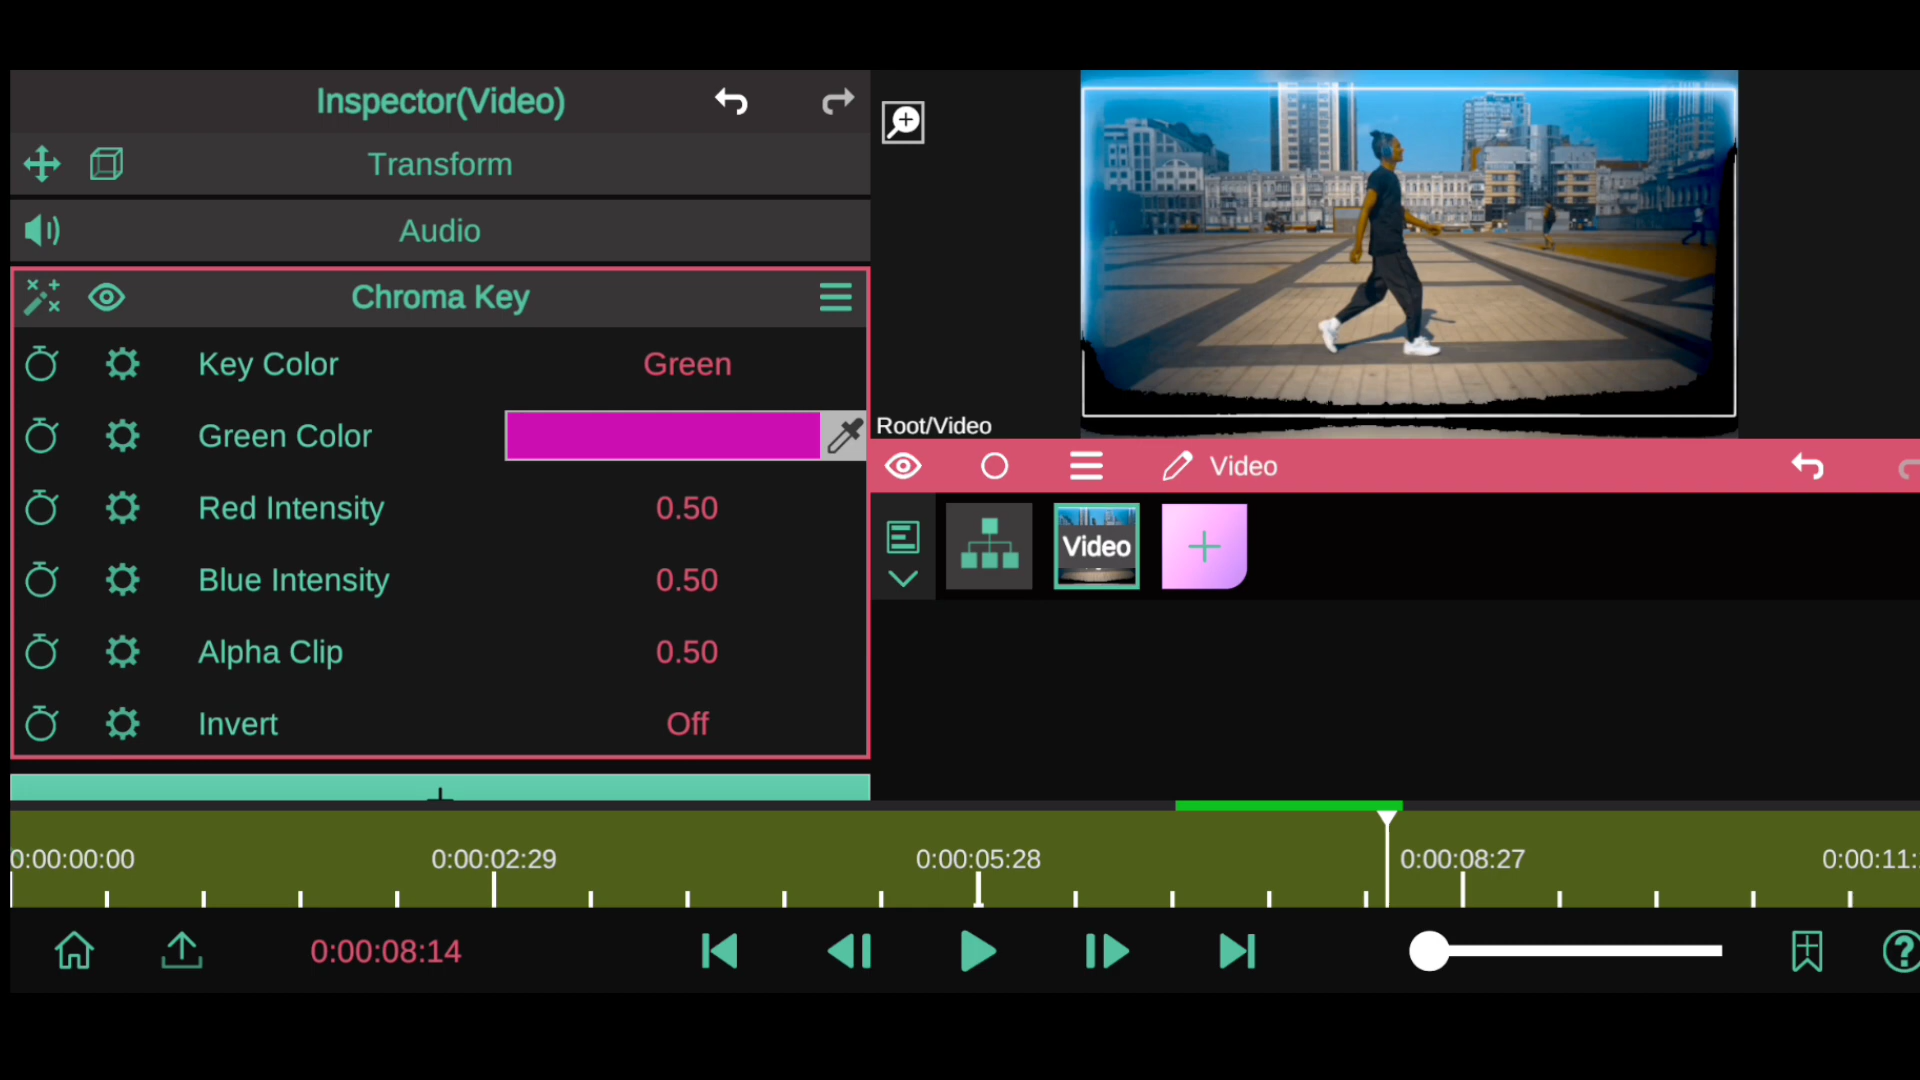 Inspector(Video)
Transform
Audio
Chroma Key
Key Color Green
Green Color
Red Intensity 0.50
Blue Intensity 0.50
Alpha Clip 0.50
Invert Off
Root/Video
Video
Video
0:00:00:00 0:00:02:29 0:00:05:28 0:00:08:27 0:00:11:
0:00:08:14